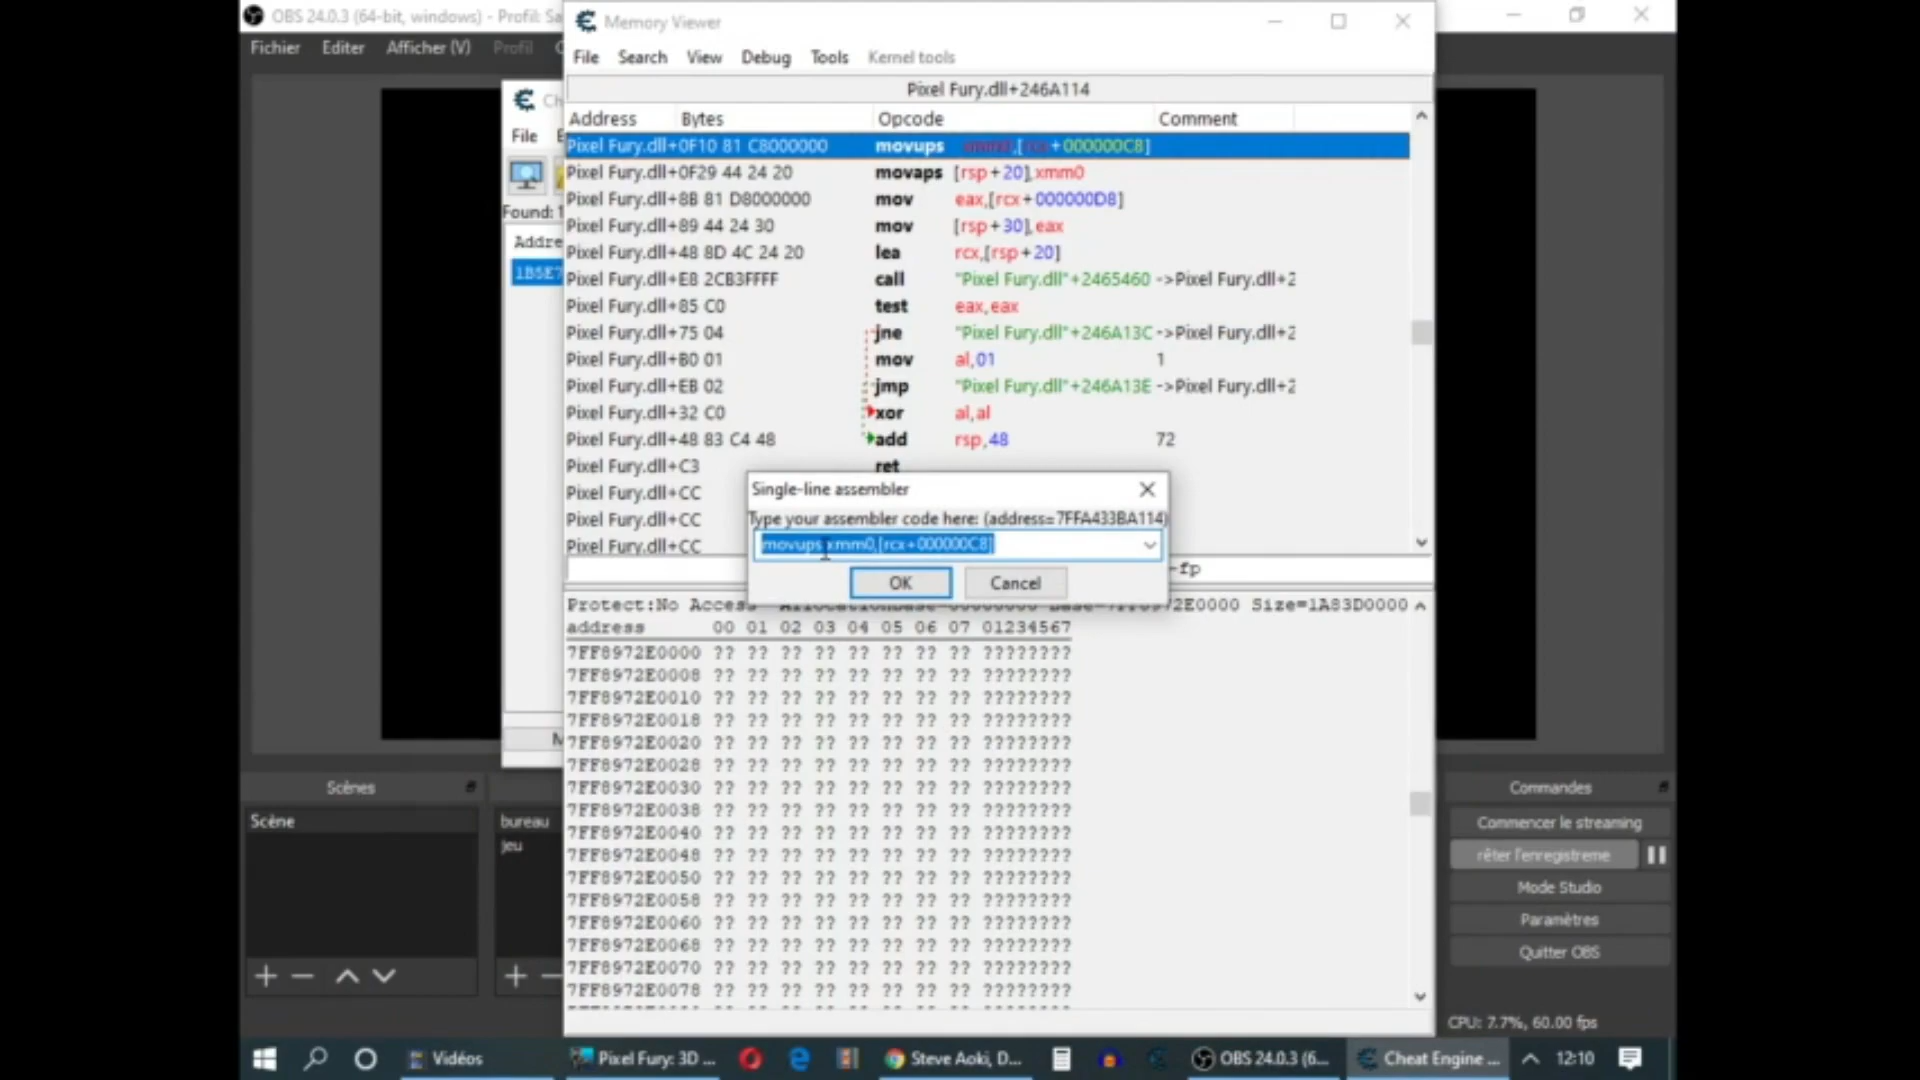 OBS 24.0.3 (64-bit, windows) - Profil: Sa
Fichier Editer Afficher (V) Profil
File
Found: 1
Addre
1B5E7
Memory Viewer
File Search View Debug Tools Kernel tools
Pixel Fury.dll+246A114
Address Bytes Opcode Comment
Pixel Fury.dll+0F10 81 C8000000 movups xmm0,[rcx+000000C8]
Pixel Fury.dll+0F29 44 24 20 movaps [rsp+20],xmm0
Pixel Fury.dll+8B 81 D8000000 mov eax,[rcx+000000D8]
Pixel Fury.dll+89 44 24 30 mov [rsp+30],eax
Pixel Fury.dll+48 8D 4C 24 20 lea rcx,[rsp+20]
Pixel Fury.dll+E8 2CB3FFFF call "Pixel Fury.dll"+2465460 ->Pixel Fury.dll+2
Pixel Fury.dll+85 C0 test eax,eax
Pixel Fury.dll+75 04 jne "Pixel Fury.dll"+246A13C ->Pixel Fury.dll+2
Pixel Fury.dll+B0 01 mov al,01 1
Pixel Fury.dll+EB 02 jmp "Pixel Fury.dll"+246A13E ->Pixel Fury.dll+2
Pixel Fury.dll+32 C0 xor al,al
Pixel Fury.dll+48 83 C4 48 add rsp,48 72
Pixel Fury.dll+C3 ret
Pixel Fury.dll+CC
Pixel Fury.dll+CC
Pixel Fury.dll+CC
Single-line assembler
Type your assembler code here: (address=7FFA433BA114)
movups xmm0,[rcx+000000C8]
OK Cancel
-fp
Protect:No Access Size=1A83D0000
address 00 01 02 03 04 05 06 07 01234567
7FF8972E0000 ?? ?? ?? ?? ?? ?? ?? ?? ????????
7FF8972E0008 ?? ?? ?? ?? ?? ?? ?? ?? ????????
7FF8972E0010 ?? ?? ?? ?? ?? ?? ?? ?? ????????
7FF8972E0018 ?? ?? ?? ?? ?? ?? ?? ?? ????????
7FF8972E0020 ?? ?? ?? ?? ?? ?? ?? ?? ????????
7FF8972E0028 ?? ?? ?? ?? ?? ?? ?? ?? ????????
7FF8972E0030 ?? ?? ?? ?? ?? ?? ?? ?? ????????
7FF8972E0038 ?? ?? ?? ?? ?? ?? ?? ?? ????????
7FF8972E0040 ?? ?? ?? ?? ?? ?? ?? ?? ????????
7FF8972E0048 ?? ?? ?? ?? ?? ?? ?? ?? ????????
7FF8972E0050 ?? ?? ?? ?? ?? ?? ?? ?? ????????
7FF8972E0058 ?? ?? ?? ?? ?? ?? ?? ?? ????????
7FF8972E0060 ?? ?? ?? ?? ?? ?? ?? ?? ????????
7FF8972E0068 ?? ?? ?? ?? ?? ?? ?? ?? ????????
7FF8972E0070 ?? ?? ?? ?? ?? ?? ?? ?? ????????
7FF8972E0078 ?? ?? ?? ?? ?? ?? ?? ?? ????????
Scènes
Scène
bureau
jeu
Commandes
Commencer le streaming
rêter l'enregistreme
Mode Studio
Paramètres
Quitter OBS
CPU: 7.7%, 60.00 fps
Vidéos Pixel Fury: 3D ... Steve Aoki, D... OBS 24.0.3 (6... Cheat Engine ... 12:10